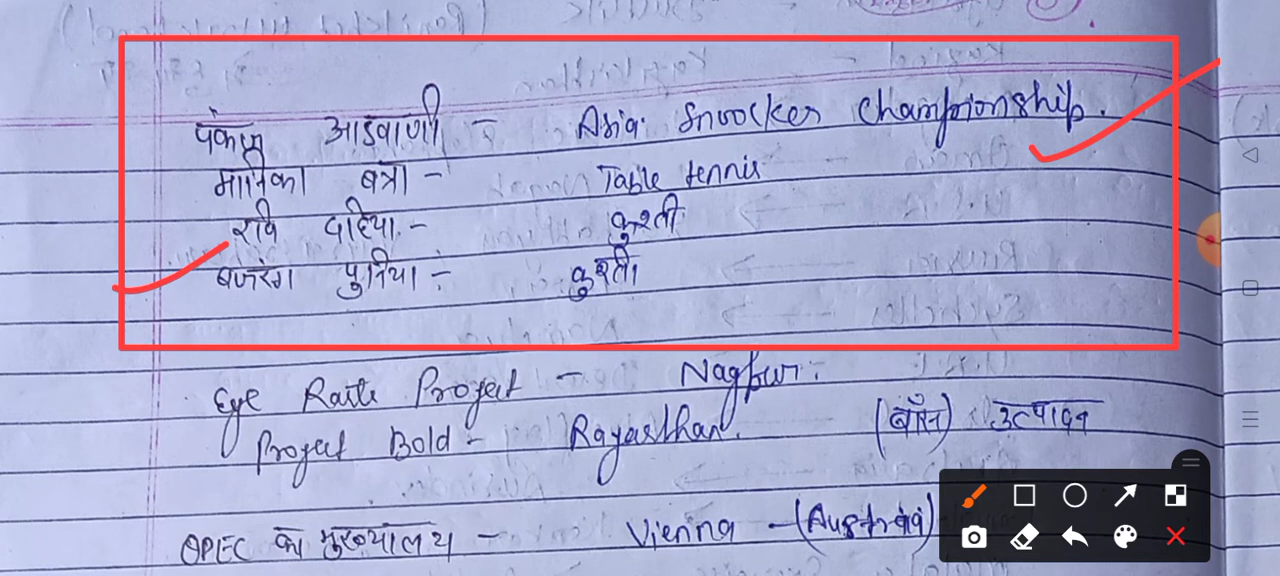 पंकज आडवाणी - Asia Snooker Championship.
मानिका बत्रा - Table tennis
रवि दहिया - कुश्ती
बजरंग पुनिया - कुश्ती
Eye Raste Project - Nagpur.
Project Bold - Rajasthan. (बाँस) उत्पादन
OPEC का मुख्यालय - Vienna - (Austria)